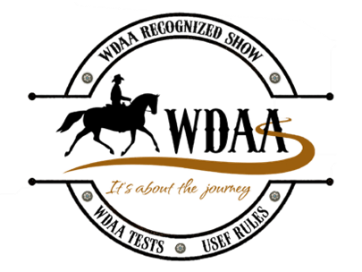 WDAA RECOGNIZED SHOW
WDAA
It's about the journey
WDAA TESTS
USEF RULES